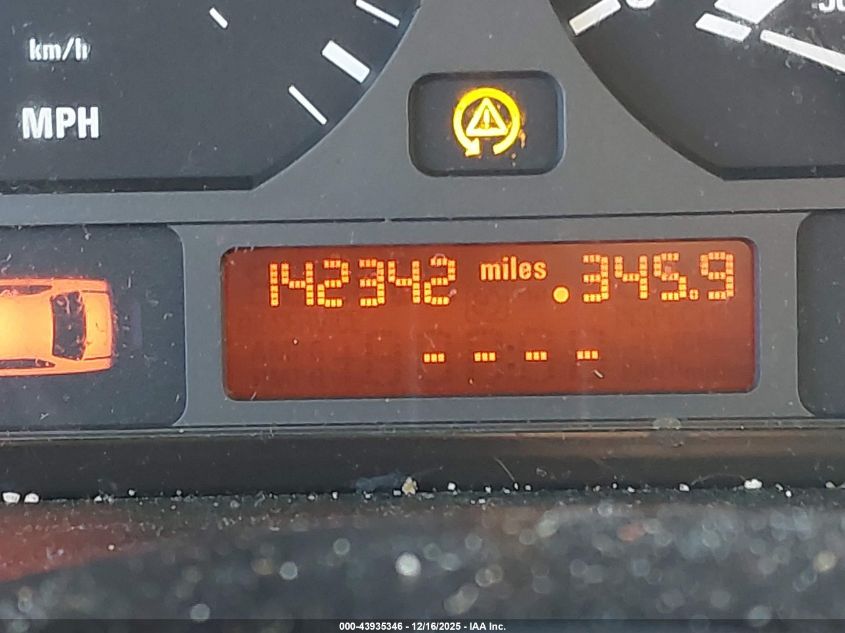 km/h
MPH
142342 miles .345.9
- - - -
000-43935346 - 12/16/2025 - IAA Inc.